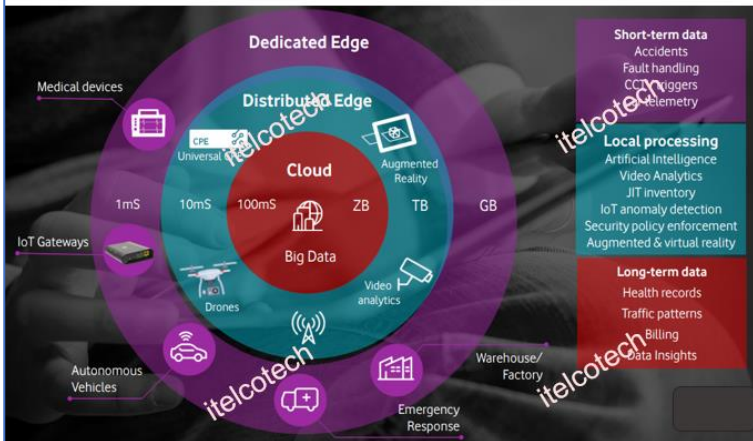 Dedicated Edge
Medical devices
Distributed Edge
CPE
Universal
Augmented
Reality
Cloud
1mS
10mS
100mS
ZB
TB
GB
Big Data
IoT Gateways
Drones
Video
analytics
Autonomous
Vehicles
Warehouse/
Factory
Emergency
Response
Short-term data
Accidents
Fault handling
telemetry
Local processing
Artificial Intelligence
Video Analytics
JIT inventory
IoT anomaly detection
Security policy enforcement
Augmented & virtual reality
Long-term data
Health records
Traffic patterns
Billing
Data Insights
itelcotech
itelcotech
itelcotech
itelcotech